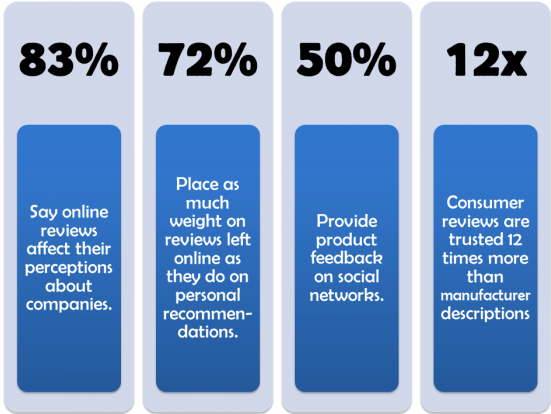 83%
Say online
reviews
affect their
perceptions
about
companies.
72%
Place as
much
weight on
reviews left
online as
they do on
personal
recommen-
dations.
50%
Provide
product
feedback
on social
networks.
12x
Consumer
reviews are
trusted 12
times more
than
manufacturer
descriptions